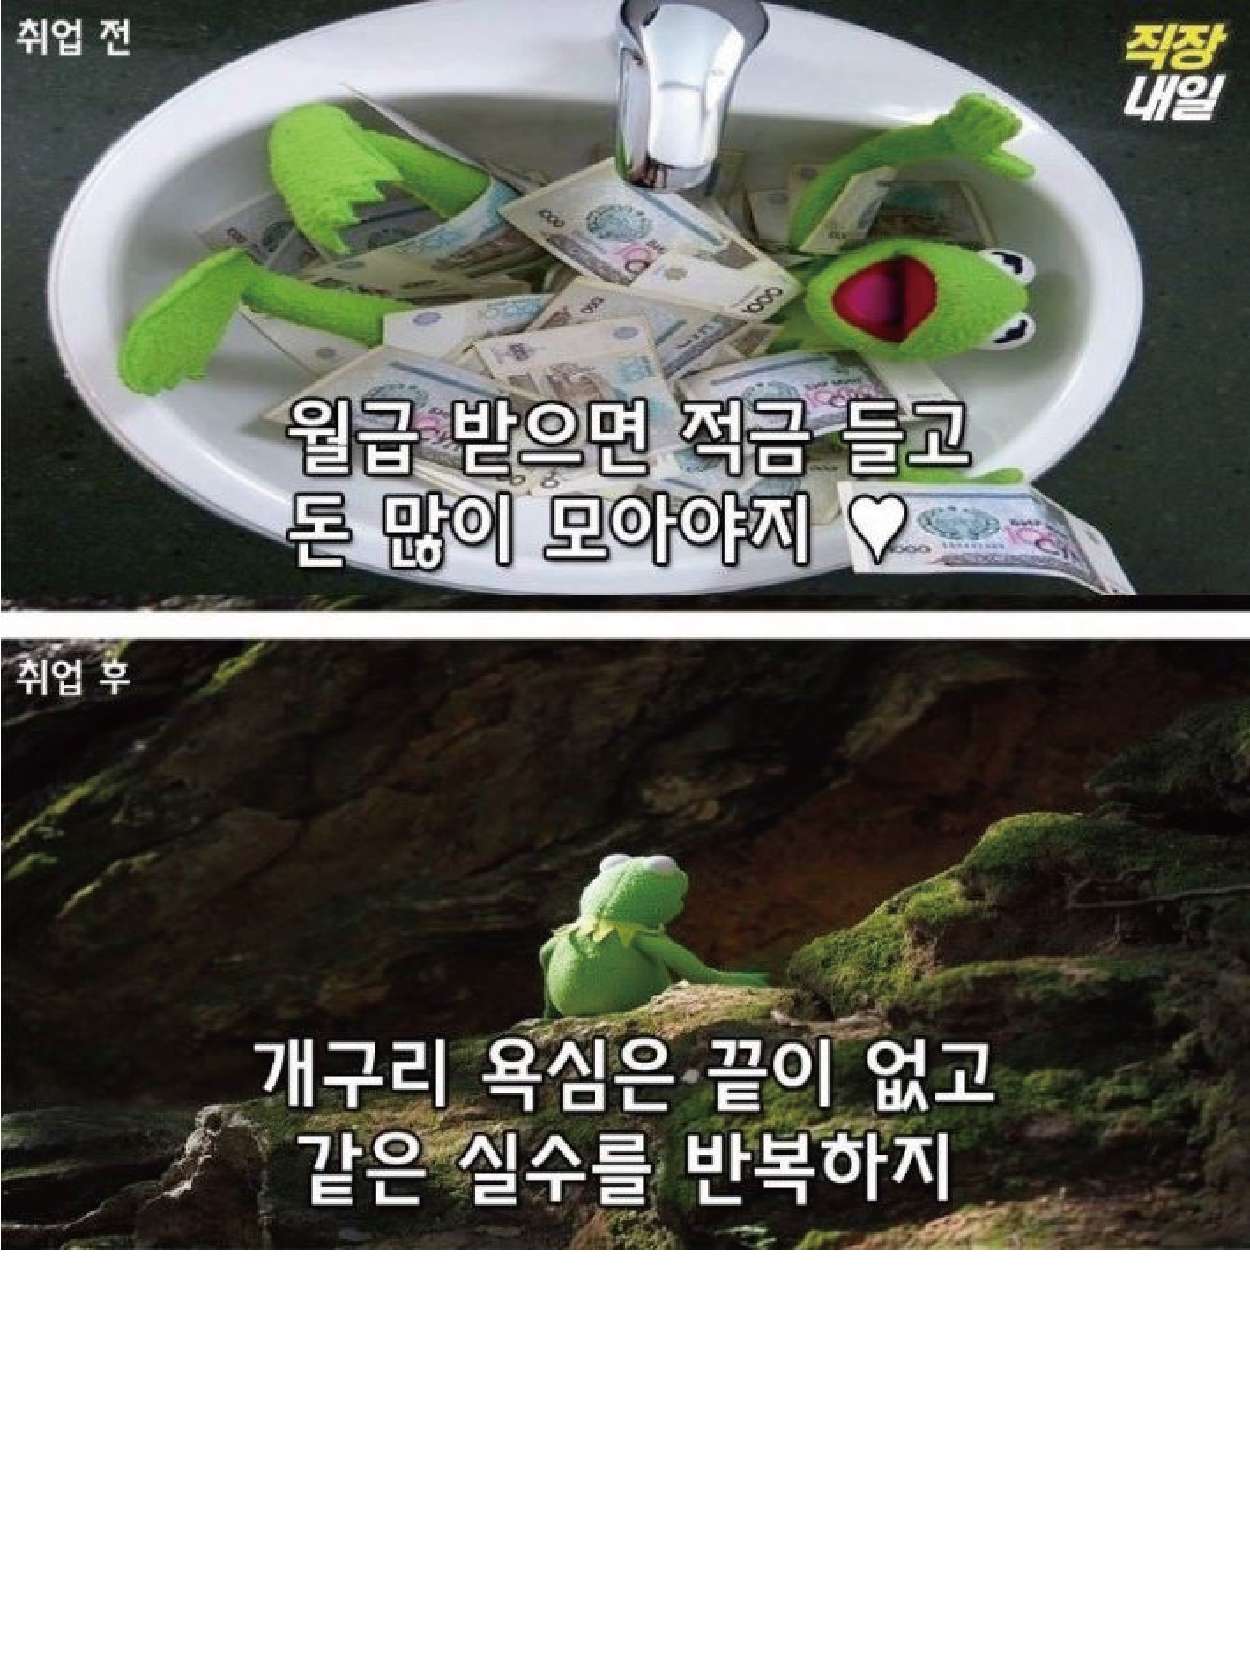 취업 전
직장
내일
월급 받으면 적금 들고
돈 많이 모아야지 ♥
취업 후
개구리 욕심은 끝이 없고
같은 실수를 반복하지